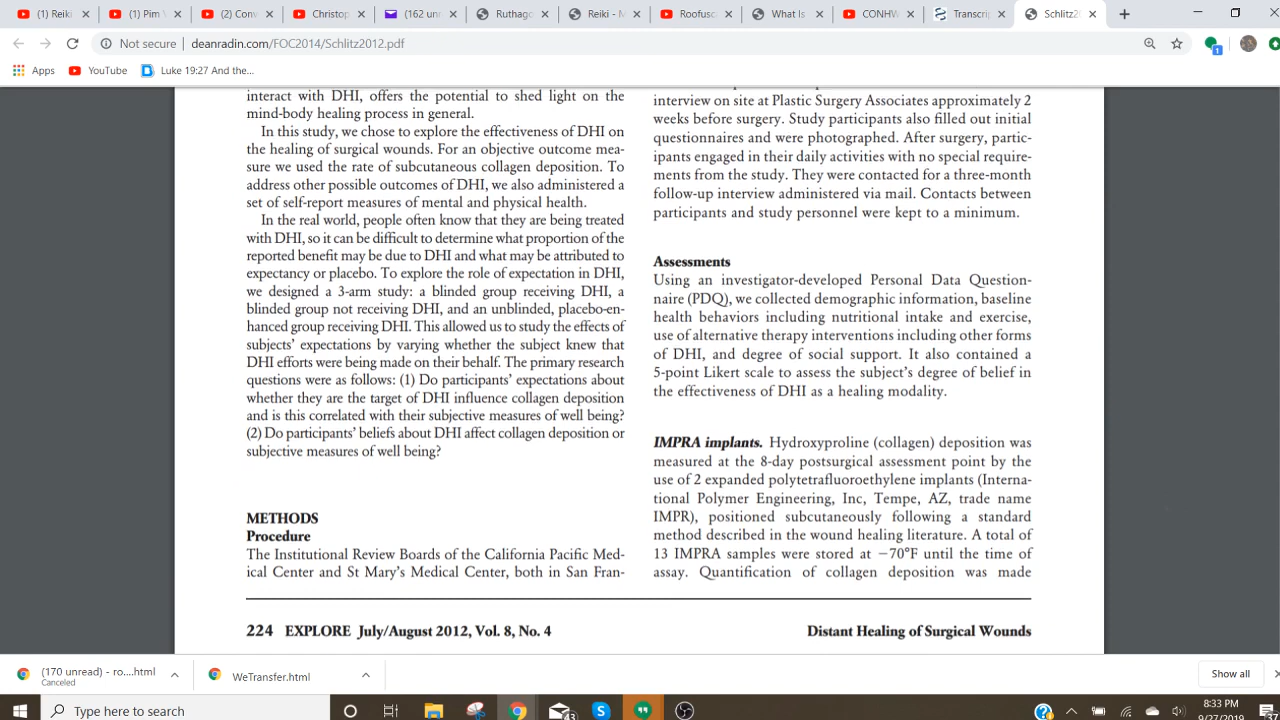 (1) Reiki
(1) Pim V
(2) Conv
Christop
(162 unr
Ruthago
Reiki - M
Roofusc
What Is
CONHW
Transcrip
Schlitz2
Not secure
deanradin.com/FOC2014/Schlitz2012.pdf
1
Apps
YouTube
Luke 19:27 And the...
interact with DHI, offers the potential to shed light on the
mind-body healing process in general.
In this study, we chose to explore the effectiveness of DHI on
the healing of surgical wounds. For an objective outcome mea-
sure we used the rate of subcutaneous collagen deposition. To
address other possible outcomes of DHI, we also administered a
set of self-report measures of mental and physical health.
In the real world, people often know that they are being treated
with DHI, so it can be difficult to determine what proportion of the
reported benefit may be due to DHI and what may be attributed to
expectancy or placebo. To explore the role of expectation in DHI,
we designed a 3-arm study: a blinded group receiving DHI, a
blinded group not receiving DHI, and an unblinded, placebo-en-
hanced group receiving DHI. This allowed us to study the effects of
subjects' expectations by varying whether the subject knew that
DHI efforts were being made on their behalf. The primary research
questions were as follows: (1) Do participants' expectations about
whether they are the target of DHI influence collagen deposition
and is this correlated with their subjective measures of well being?
(2) Do participants' beliefs about DHI affect collagen deposition or
subjective measures of well being?
METHODS
Procedure
The Institutional Review Boards of the California Pacific Med-
ical Center and St Mary's Medical Center, both in San Fran-
interview on site at Plastic Surgery Associates approximately 2
weeks before surgery. Study participants also filled out initial
questionnaires and were photographed. After surgery, partic-
ipants engaged in their daily activities with no special require-
ments from the study. They were contacted for a three-month
follow-up interview administered via mail. Contacts between
participants and study personnel were kept to a minimum.
Assessments
Using an investigator-developed Personal Data Question-
naire (PDQ), we collected demographic information, baseline
health behaviors including nutritional intake and exercise,
use of alternative therapy interventions including other forms
of DHI, and degree of social support. It also contained a
5-point Likert scale to assess the subject's degree of belief in
the effectiveness of DHI as a healing modality.
IMPRA implants. Hydroxyproline (collagen) deposition was
measured at the 8-day postsurgical assessment point by the
use of 2 expanded polytetrafluoroethylene implants (Interna-
tional Polymer Engineering, Inc, Tempe, AZ, trade name
IMPR), positioned subcutaneously following a standard
method described in the wound healing literature. A total of
13 IMPRA samples were stored at −70°F until the time of
assay. Quantification of collagen deposition was made
224 EXPLORE July/August 2012, Vol. 8, No. 4
Distant Healing of Surgical Wounds
(170 unread) - ro....html
Canceled
WeTransfer.html
Show all
Type here to search
43
8:33 PM
9/27/2019